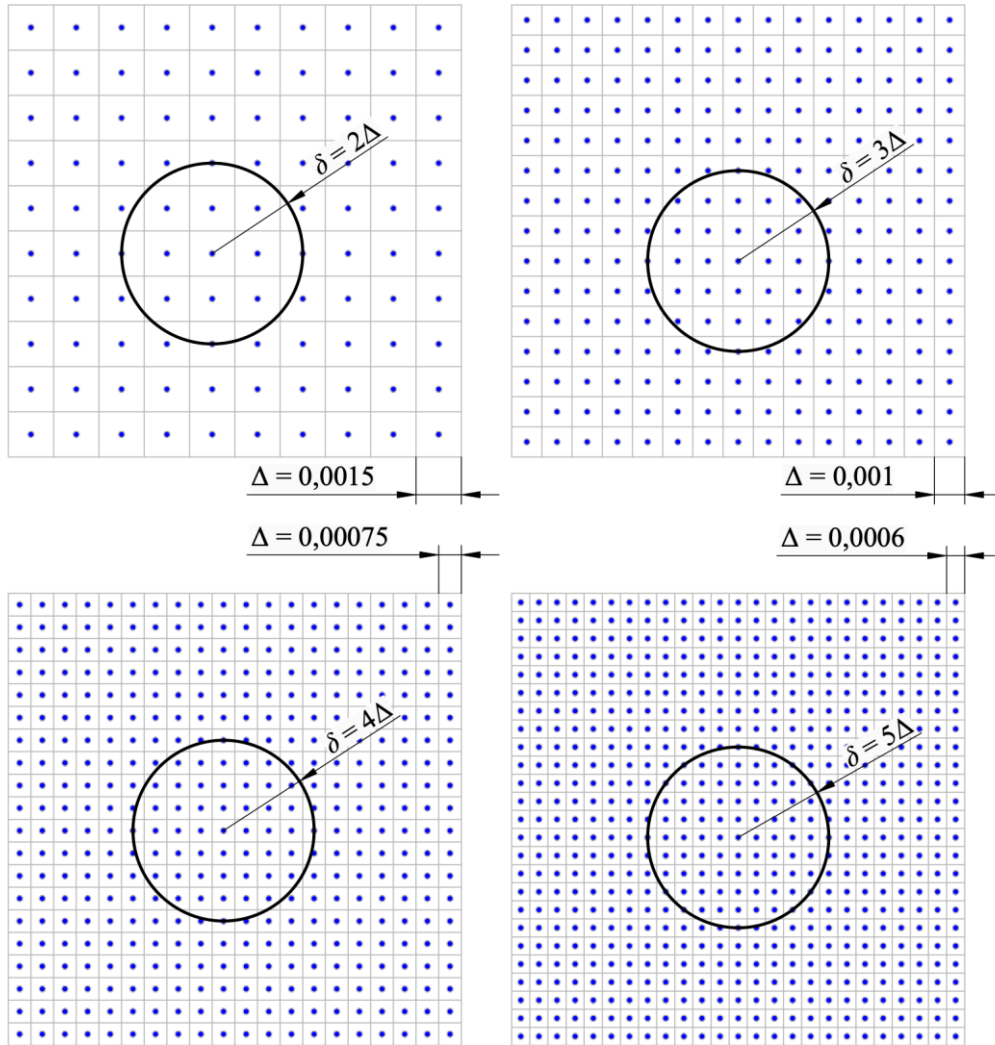 δ = 2Δ
δ = 3Δ
Δ = 0,0015
Δ = 0,001
Δ = 0,00075
Δ = 0,0006
δ = 4Δ
δ = 5Δ